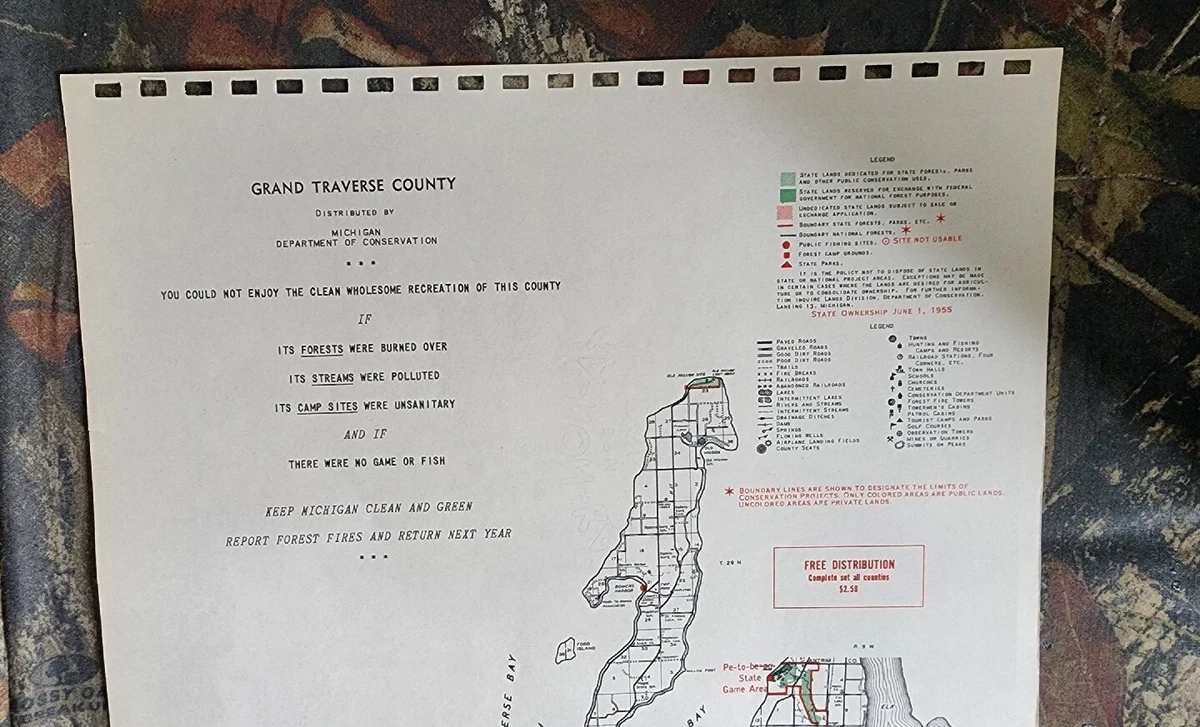 GRAND TRAVERSE COUNTY
DISTRIBUTED BY
MICHIGAN
DEPARTMENT OF CONSERVATION
* * *
YOU COULD NOT ENJOY THE CLEAN WHOLESOME RECREATION OF THIS COUNTY
IF
ITS FORESTS WERE BURNED OVER
ITS STREAMS WERE POLLUTED
ITS CAMP SITES WERE UNSANITARY
AND IF
THERE WERE NO GAME OR FISH
KEEP MICHIGAN CLEAN AND GREEN
REPORT FOREST FIRES AND RETURN NEXT YEAR
* * *
LEGEND
STATE LANDS DEDICATED FOR STATE FORESTS, PARKS
AND OTHER PUBLIC CONSERVATION USES.
STATE LANDS RESERVED FOR EXCHANGE WITH FEDERAL
GOVERNMENT FOR NATIONAL FOREST PURPOSES.
UNDEDICATED STATE LANDS SUBJECT TO SALE OR
EXCHANGE APPLICATION.
BOUNDARY STATE FORESTS, PARKS, ETC. *
BOUNDARY NATIONAL FORESTS. *
PUBLIC FISHING SITES. SITE NOT USABLE
FOREST CAMP GROUNDS.
STATE PARKS.
IT IS THE POLICY NOT TO DISPOSE OF STATE LANDS IN
STATE OR NATIONAL PROJECT AREAS. EXCEPTIONS MAY BE MADE
IN CERTAIN CASES WHERE THE LANDS ARE DESIRED FOR AGRICUL-
TURE OR TO CONSOLIDATE OWNERSHIP. FOR FURTHER INFORMA-
TION INQUIRE LANDS DIVISION, DEPARTMENT OF CONSERVATION,
LANSING 13, MICHIGAN.
STATE OWNERSHIP JUNE 1, 1955
LEGEND
PAVED ROADS
GRAVELED ROADS
GOOD DIRT ROADS
POOR DIRT ROADS
TRAILS
FIRE BREAKS
RAILROADS
ABANDONED RAILROADS
LAKES
INTERMITTENT LAKES
RIVERS AND STREAMS
INTERMITTENT STREAMS
DRAINAGE DITCHES
DAMS
SPRINGS
FLOWING WELLS
AIRPLANE LANDING FIELDS
COUNTY SEATS
TOWNS
HUNTING AND FISHING
CAMPS AND RESORTS
RAILROAD STATIONS, FOUR
CORNERS, ETC.
TOWN HALLS
SCHOOLS
CHURCHES
CEMETERIES
CONSERVATION DEPARTMENT UNITS
FOREST FIRE TOWERS
TOWERMEN'S CABINS
PATROL CABINS
TOURIST CAMPS AND PARKS
GOLF COURSES
OBSERVATION TOWERS
MINES OR QUARRIES
SUMMITS OR PEAKS
* BOUNDARY LINES ARE SHOWN TO DESIGNATE THE LIMITS OF
CONSERVATION PROJECTS. ONLY COLORED AREAS ARE PUBLIC LANDS.
UNCOLORED AREAS ARE PRIVATE LANDS.
FREE DISTRIBUTION
Complete set all counties
$2.50
T. 29 N
BOWERS
HARBOR
FORD
ISLAND
R 9 W
ANTRIM CO
State
Game Area
ELK
BAY
BAY